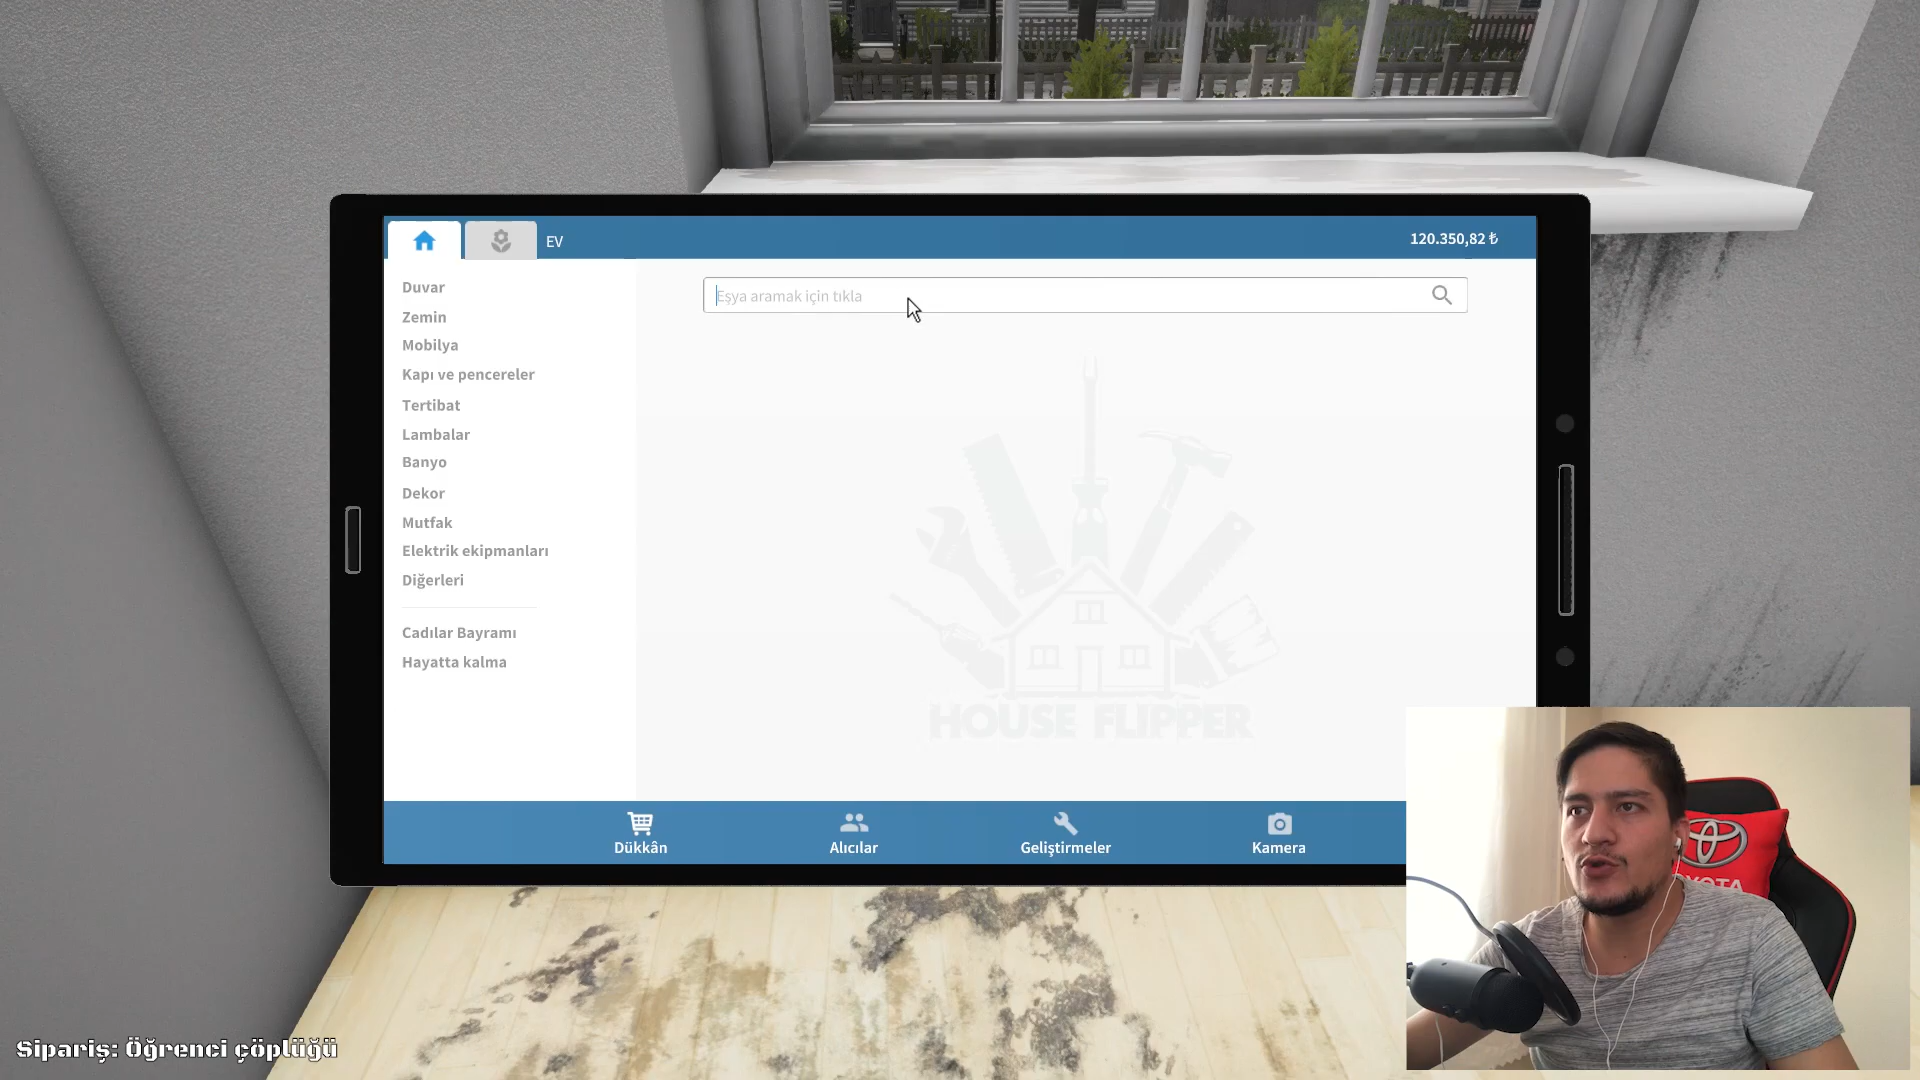 EV
120.350,82 ₺
Eşya aramak için tıkla
Duvar
Zemin
Mobilya
Kapı ve pencereler
Tertibat
Lambalar
Banyo
Dekor
Mutfak
Elektrik ekipmanları
Diğerleri
Cadılar Bayramı
Hayatta kalma
HOUSE FLIPPER
Dükkân
Alıcılar
Geliştirmeler
Kamera
TOYOTA
Sipariş: Öğrenci çöplüğü